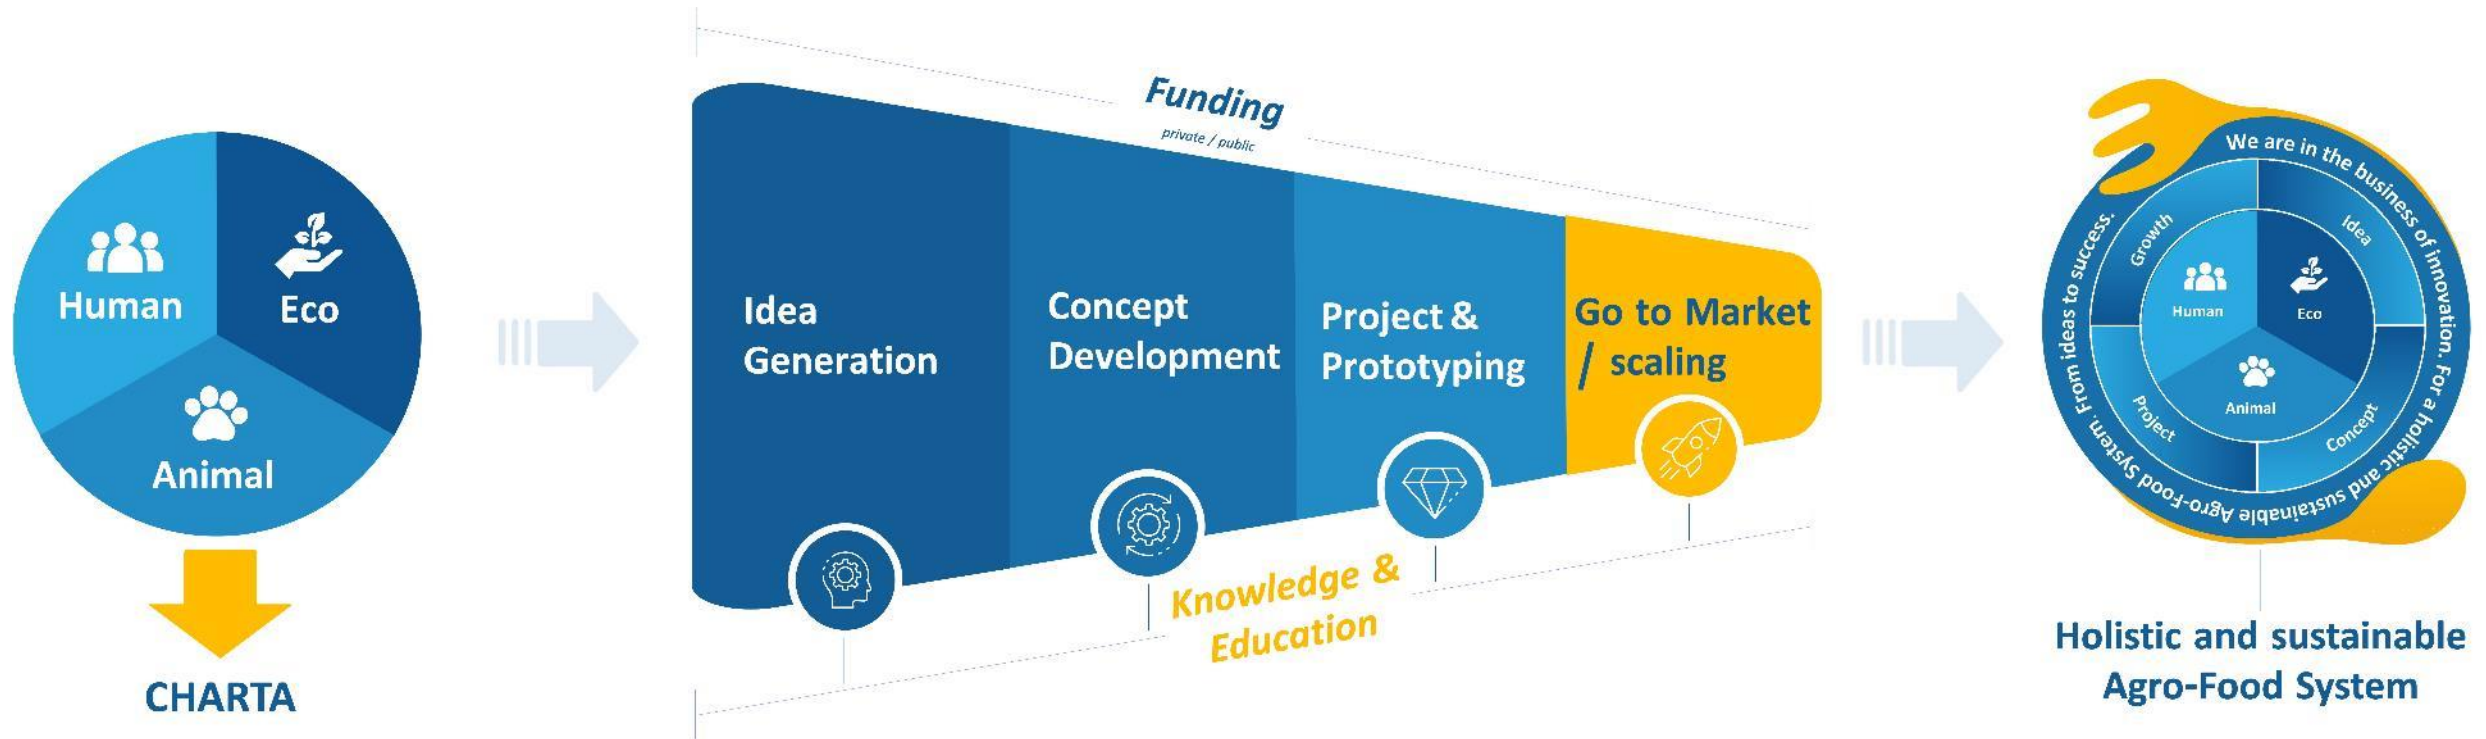 Human
Eco
Animal
CHARTA
Funding
private / public
Idea
Generation
Concept
Development
Project &
Prototyping
Go to Market
/ scaling
Knowledge &
Education
We are in the business of innovation. For a holistic and sustainable Agro-Food System. From ideas to success.
Growth
Idea
Project
Concept
Human
Eco
Animal
Holistic and sustainable
Agro-Food System